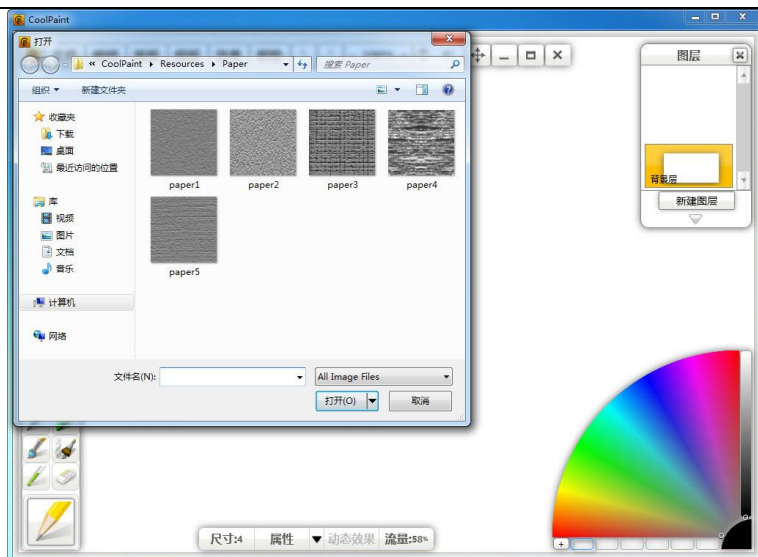 CoolPaint
打开
« CoolPaint ▸ Resources ▸ Paper
搜索 Paper
组织
新建文件夹
收藏夹
下载
桌面
最近访问的位置
库
视频
图片
文档
音乐
计算机
网络
paper1
paper2
paper3
paper4
paper5
文件名(N):
All Image Files
打开(O)
取消
图层
背景层
新建图层
尺寸:4
属性
动态效果
流量:58%